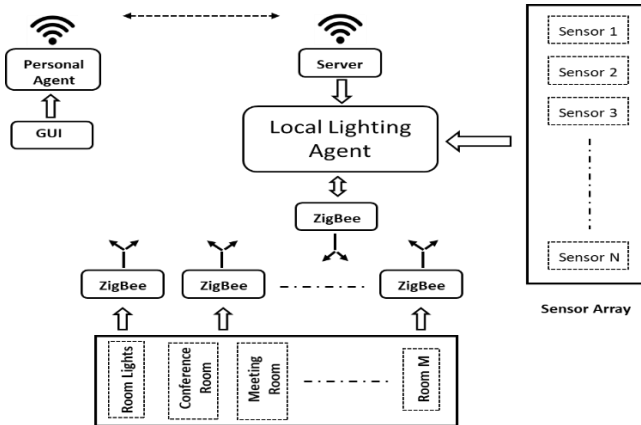 Personal
Agent
GUI
Server
Local Lighting
Agent
ZigBee
Sensor 1
Sensor 2
Sensor 3
Sensor N
Sensor Array
ZigBee
ZigBee
ZigBee
Room Lights
Conference
Room
Meeting
Room
Room M